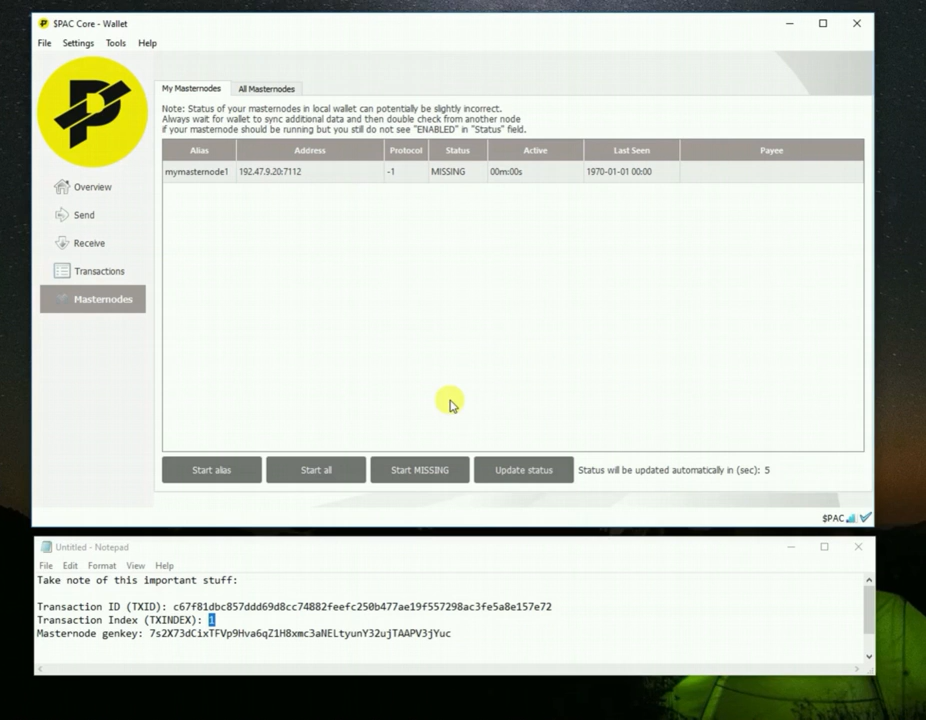 $PAC Core - Wallet
File Settings Tools Help
My Masternodes All Masternodes
Note: Status of your masternodes in local wallet can potentially be slightly incorrect.
Always wait for wallet to sync additional data and then double check from another node
if your masternode should be running but you still do not see "ENABLED" in "Status" field.
Alias Address Protocol Status Active Last Seen Payee
mymasternode1 192.47.9.20:7112 -1 MISSING 00m:00s 1970-01-01 00:00
Overview
Send
Receive
Transactions
Masternodes
Start alias Start all Start MISSING Update status Status will be updated automatically in (sec): 5
$PAC
Untitled - Notepad
File Edit Format View Help
Take note of this important stuff:
Transaction ID (TXID): c67f81dbc857ddd69d8cc74882feefc250b477ae19f557298ac3fe5a8e157e72
Transaction Index (TXINDEX): 1
Masternode genkey: 7s2X73dCixTFVp9Hva6qZ1H8xmc3aNELtyunY32ujTAAPV3jYuc